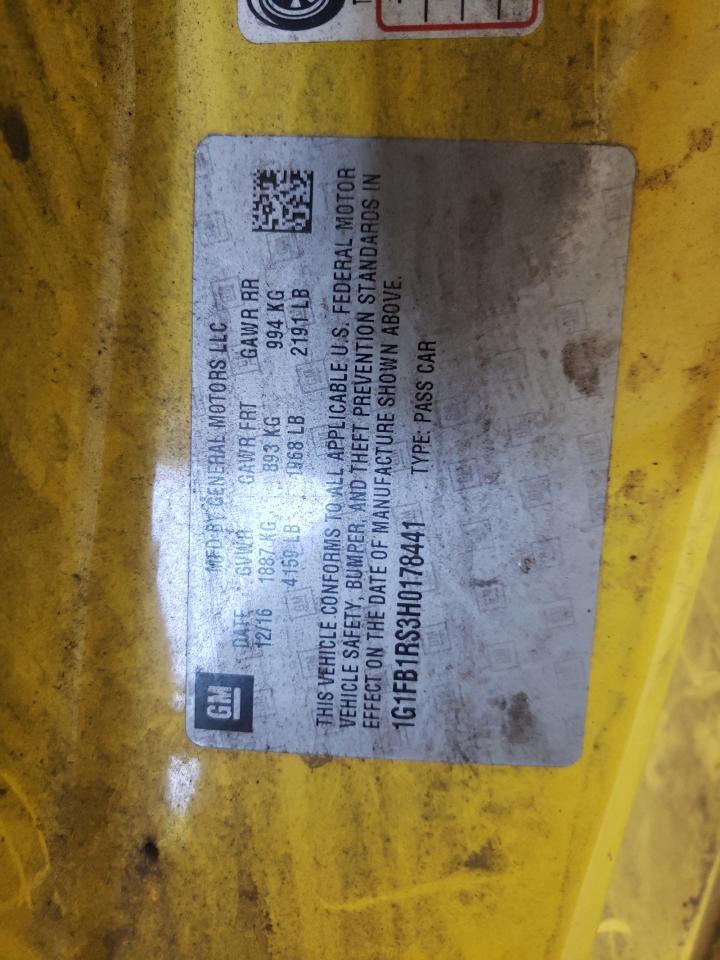 GM
MFD BY GENERAL MOTORS LLC
DATE GVWR GAWR FRT GAWR RR
12/16 1887 KG 893 KG 994 KG
4159 LB 1968 LB 2191 LB
THIS VEHICLE CONFORMS TO ALL APPLICABLE U.S. FEDERAL MOTOR
VEHICLE SAFETY, BUMPER, AND THEFT PREVENTION STANDARDS IN
EFFECT ON THE DATE OF MANUFACTURE SHOWN ABOVE.
1G1FB1RS3H0178441 TYPE: PASS CAR